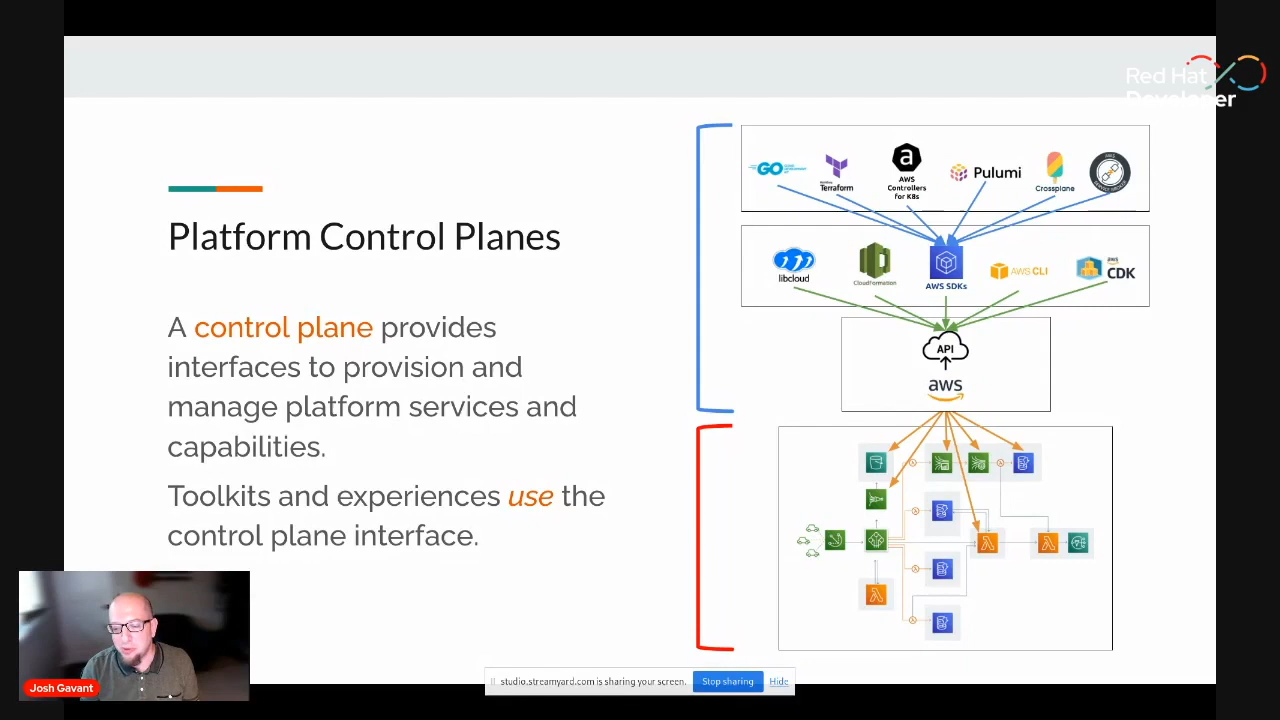 Red Hat
Developer
Platform Control Planes
A control plane provides
interfaces to provision and
manage platform services and
capabilities.
Toolkits and experiences use the
control plane interface.
GO
Terraform
a
AWS
Controllers
for K8s
Pulumi
Crossplane
libcloud
CloudFormation
AWS SDKs
AWS CLI
aws
CDK
API
aws
Josh Gavant
studio.streamyard.com is sharing your screen.
Stop sharing
Hide